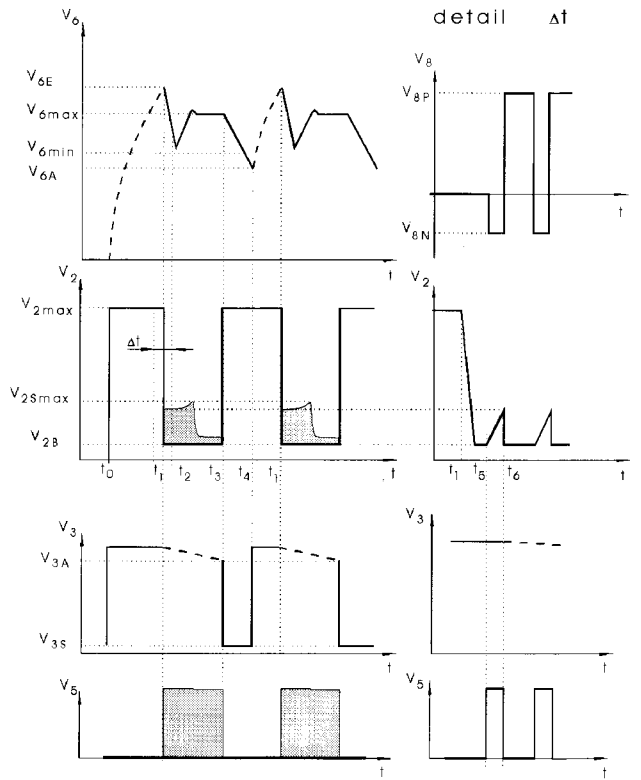 detail Δt
V6
V6E
V6max
V6min
V6A
t
V8
V8P
V8N
t
V2
V2max
Δt
V2Smax
V2B
t0 t1 t2 t3 t4 t1 t
V2
t1 t5 t6 t
V3
V3A
V3S
t
V3
t
V5
t
V5
t